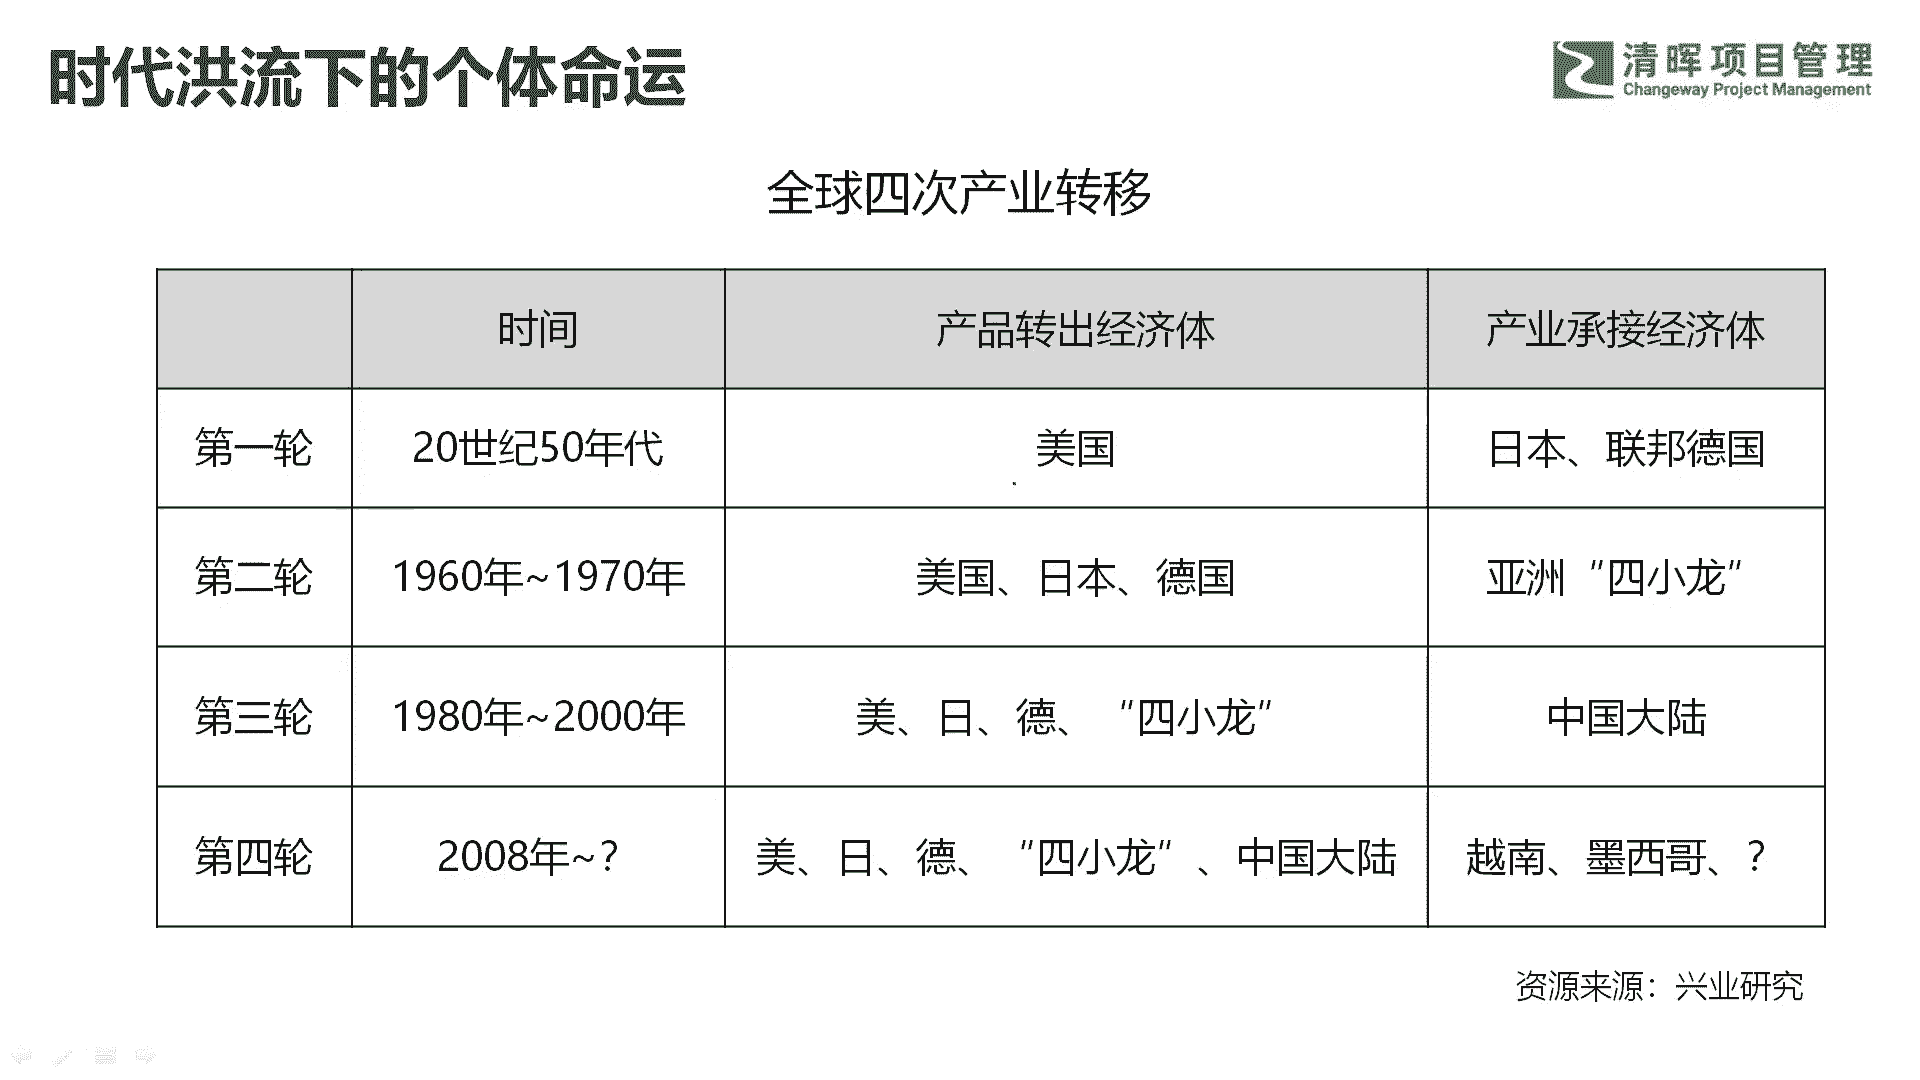 时代洪流下的个体命运
清晖项目管理
Changeway Project Management
全球四次产业转移
时间 产品转出经济体 产业承接经济体
第一轮 20世纪50年代 美国 日本、联邦德国
第二轮 1960年~1970年 美国、日本、德国 亚洲“四小龙”
第三轮 1980年~2000年 美、日、德、“四小龙” 中国大陆
第四轮 2008年~？ 美、日、德、“四小龙”、中国大陆 越南、墨西哥、？
资源来源：兴业研究